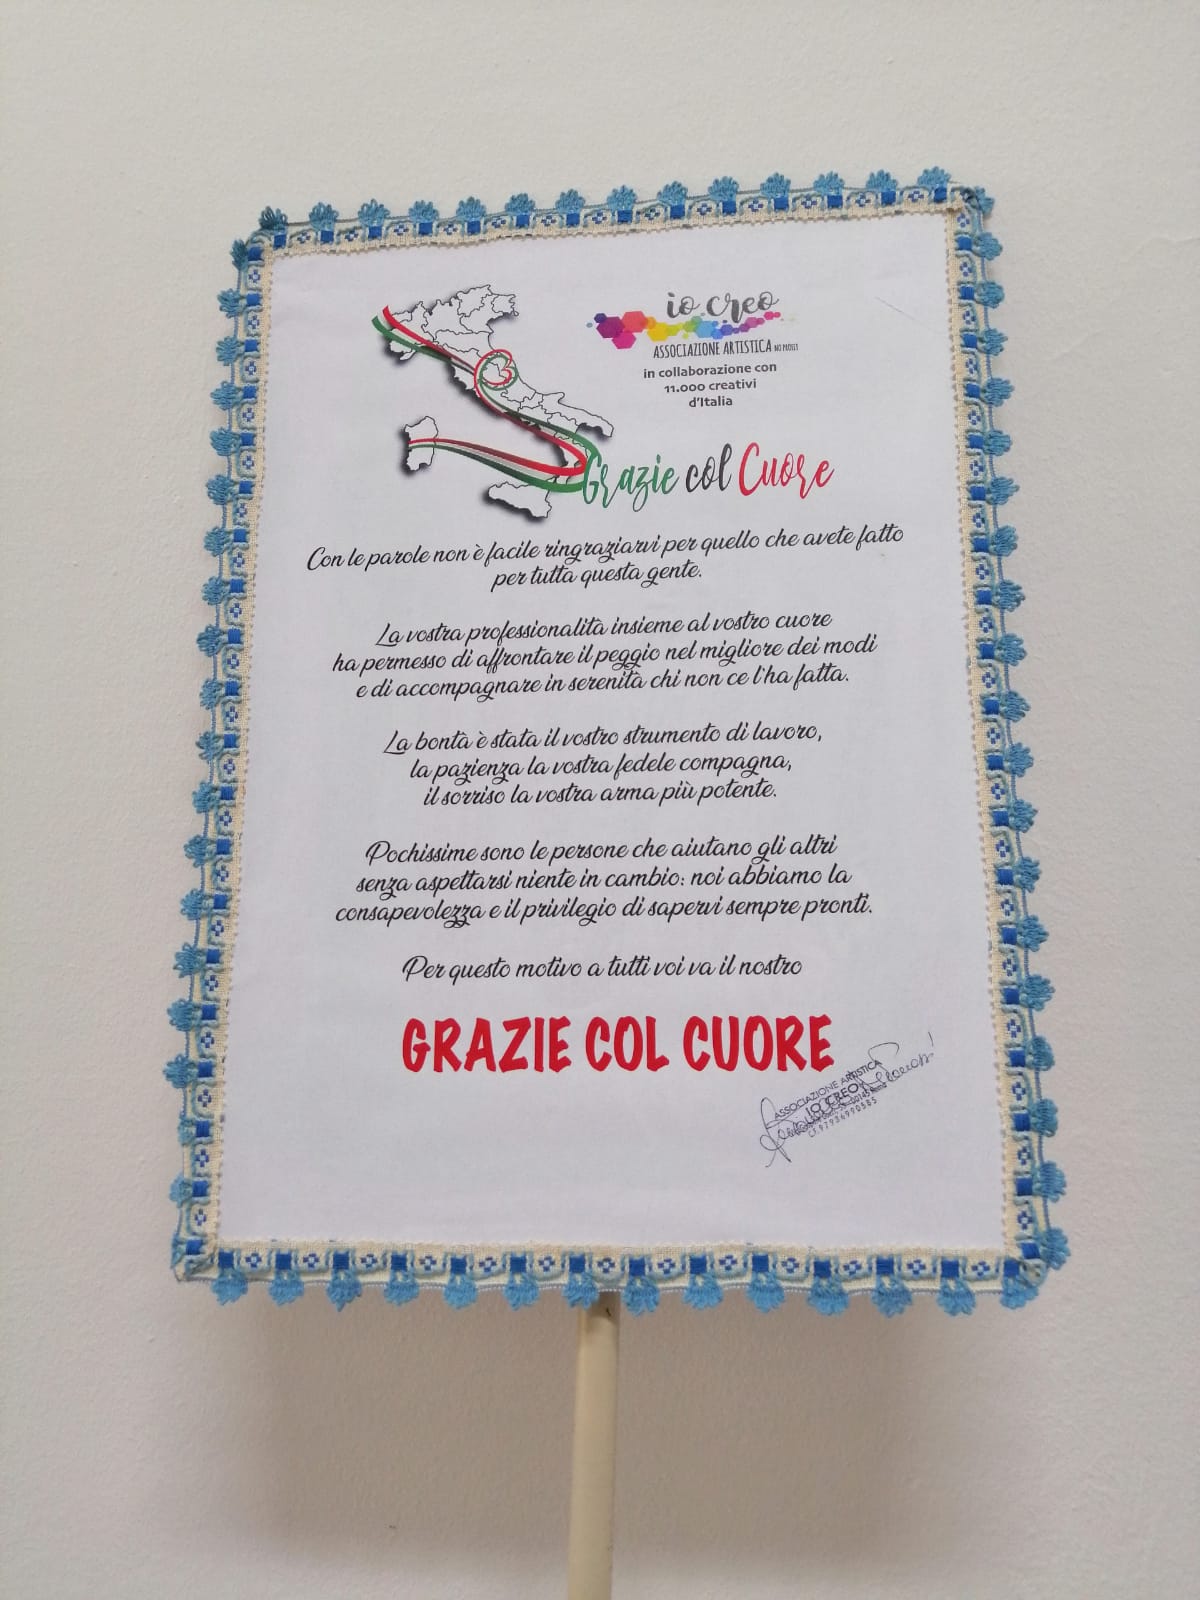 io creo
ASSOCIAZIONE ARTISTICA NO PROFIT
in collaborazione con
11.000 creativi
d'Italia
Grazie col Cuore
Con le parole non è facile ringraziarvi per quello che avete fatto
per tutta questa gente.
La vostra professionalità insieme al vostro cuore
ha permesso di affrontare il peggio nel migliore dei modi
e di accompagnare in serenità chi non ce l'ha fatta.
La bontà è stata il vostro strumento di lavoro,
la pazienza la vostra fedele compagna,
il sorriso la vostra arma più potente.
Pochissime sono le persone che aiutano gli altri
senza aspettarsi niente in cambio: noi abbiamo la
consapevolezza e il privilegio di sapervi sempre pronti.
Per questo motivo a tutti voi va il nostro
GRAZIE COL CUORE
ASSOCIAZIONE ARTISTICA
IO CREO